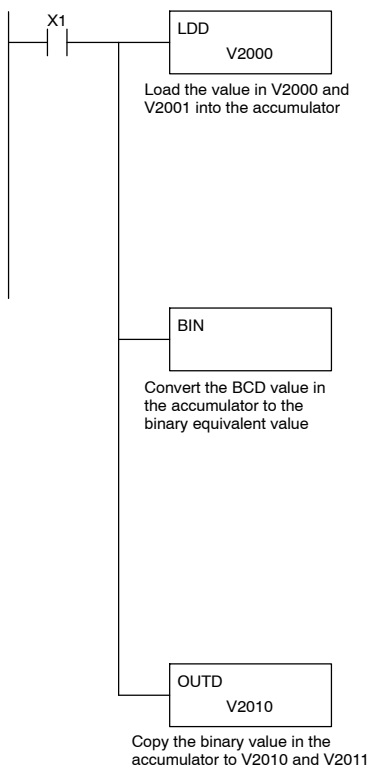 X1
LDD
V2000
Load the value in V2000 and
V2001 into the accumulator
BIN
Convert the BCD value in
the accumulator to the
binary equivalent value
OUTD
V2010
Copy the binary value in the
accumulator to V2010 and V2011